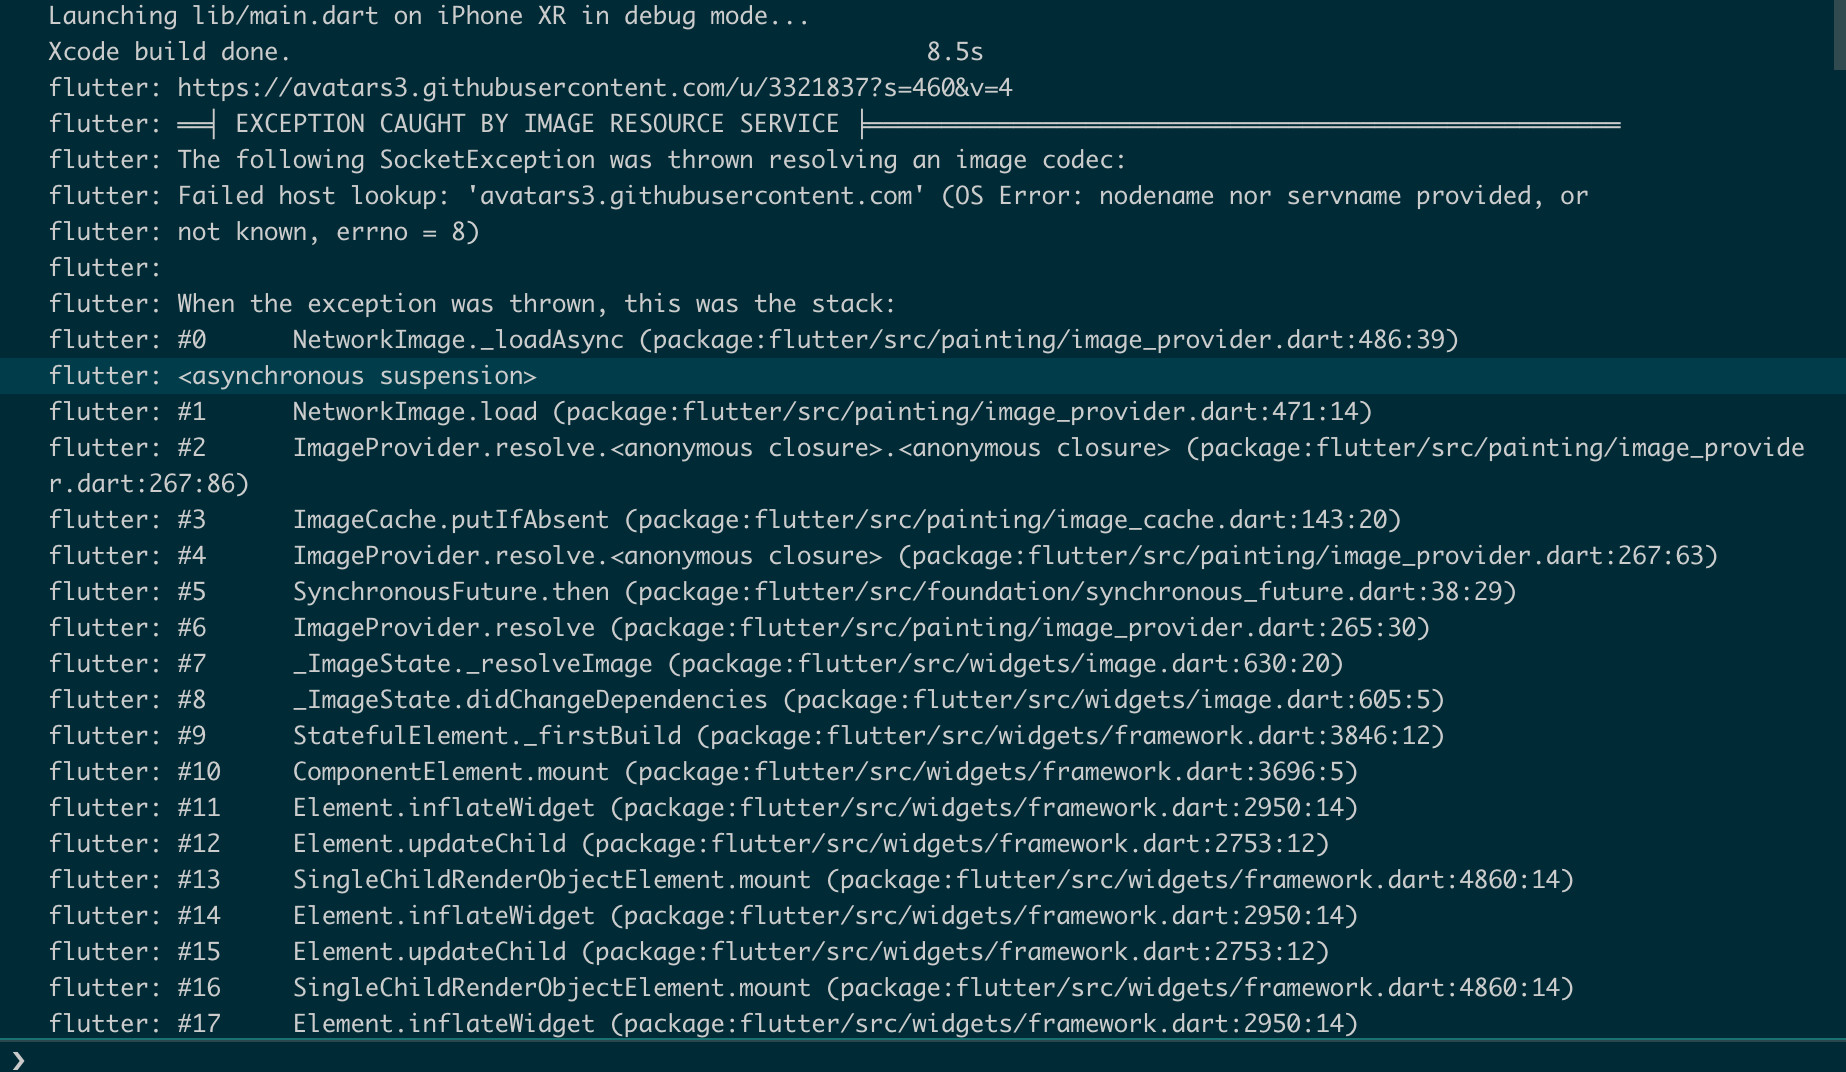 Launching lib/main.dart on iPhone XR in debug mode...
Xcode build done.                                            8.5s
flutter: https://avatars3.githubusercontent.com/u/3321837?s=460&v=4
flutter: ══╡ EXCEPTION CAUGHT BY IMAGE RESOURCE SERVICE ╞════════════════════════════════════════════════════
flutter: The following SocketException was thrown resolving an image codec:
flutter: Failed host lookup: 'avatars3.githubusercontent.com' (OS Error: nodename nor servname provided, or
flutter: not known, errno = 8)
flutter:
flutter: When the exception was thrown, this was the stack:
flutter: #0      NetworkImage._loadAsync (package:flutter/src/painting/image_provider.dart:486:39)
flutter: <asynchronous suspension>
flutter: #1      NetworkImage.load (package:flutter/src/painting/image_provider.dart:471:14)
flutter: #2      ImageProvider.resolve.<anonymous closure>.<anonymous closure> (package:flutter/src/painting/image_provide
r.dart:267:86)
flutter: #3      ImageCache.putIfAbsent (package:flutter/src/painting/image_cache.dart:143:20)
flutter: #4      ImageProvider.resolve.<anonymous closure> (package:flutter/src/painting/image_provider.dart:267:63)
flutter: #5      SynchronousFuture.then (package:flutter/src/foundation/synchronous_future.dart:38:29)
flutter: #6      ImageProvider.resolve (package:flutter/src/painting/image_provider.dart:265:30)
flutter: #7      _ImageState._resolveImage (package:flutter/src/widgets/image.dart:630:20)
flutter: #8      _ImageState.didChangeDependencies (package:flutter/src/widgets/image.dart:605:5)
flutter: #9      StatefulElement._firstBuild (package:flutter/src/widgets/framework.dart:3846:12)
flutter: #10     ComponentElement.mount (package:flutter/src/widgets/framework.dart:3696:5)
flutter: #11     Element.inflateWidget (package:flutter/src/widgets/framework.dart:2950:14)
flutter: #12     Element.updateChild (package:flutter/src/widgets/framework.dart:2753:12)
flutter: #13     SingleChildRenderObjectElement.mount (package:flutter/src/widgets/framework.dart:4860:14)
flutter: #14     Element.inflateWidget (package:flutter/src/widgets/framework.dart:2950:14)
flutter: #15     Element.updateChild (package:flutter/src/widgets/framework.dart:2753:12)
flutter: #16     SingleChildRenderObjectElement.mount (package:flutter/src/widgets/framework.dart:4860:14)
flutter: #17     Element.inflateWidget (package:flutter/src/widgets/framework.dart:2950:14)
❯